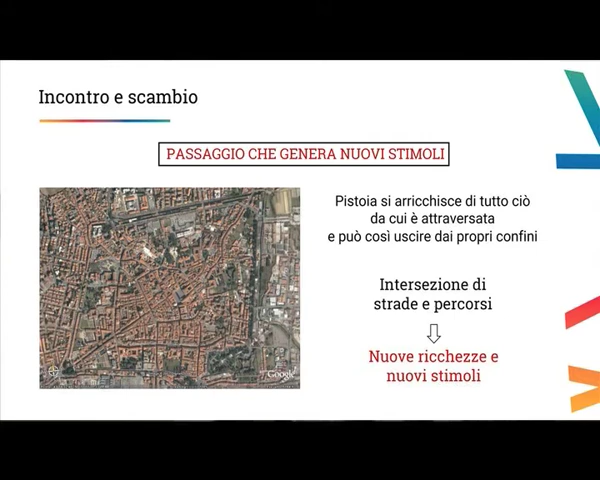 Incontro e scambio
PASSAGGIO CHE GENERA NUOVI STIMOLI
Pistoia si arricchisce di tutto ciò
da cui è attraversata
e può così uscire dai propri confini
Intersezione di
strade e percorsi
Nuove ricchezze e
nuovi stimoli
Google